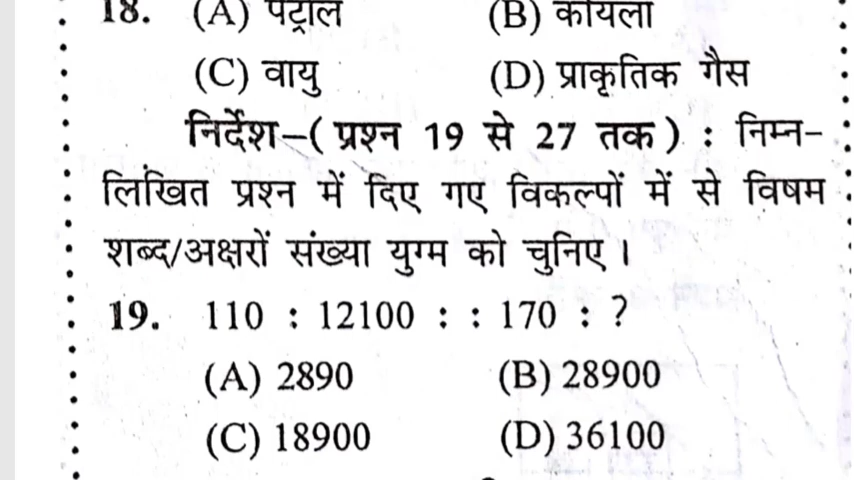 18. (A) पेट्रोल (B) कोयला
(C) वायु (D) प्राकृतिक गैस
निर्देश–( प्रश्न 19 से 27 तक ) : निम्न–
लिखित प्रश्न में दिए गए विकल्पों में से विषम
शब्द/अक्षरों संख्या युग्म को चुनिए ।
19. 110 : 12100 : : 170 : ?
(A) 2890 (B) 28900
(C) 18900 (D) 36100